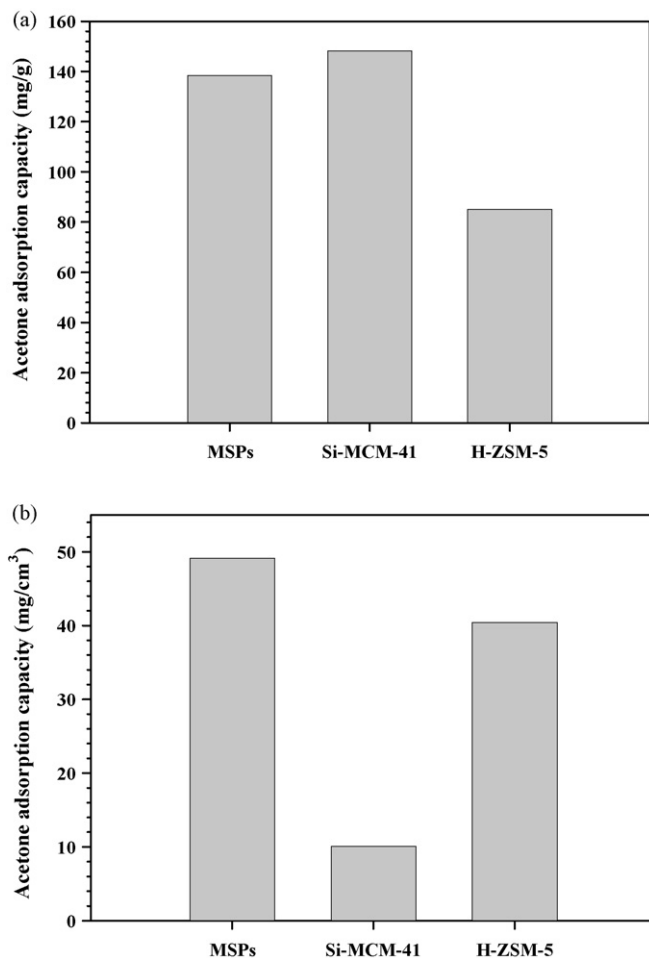 (a)
Acetone adsorption capacity (mg/g)
160
140
120
100
80
60
40
20
0
MSPs Si-MCM-41 H-ZSM-5
(b)
Acetone adsorption capacity (mg/cm³)
50
40
30
20
10
0
MSPs Si-MCM-41 H-ZSM-5